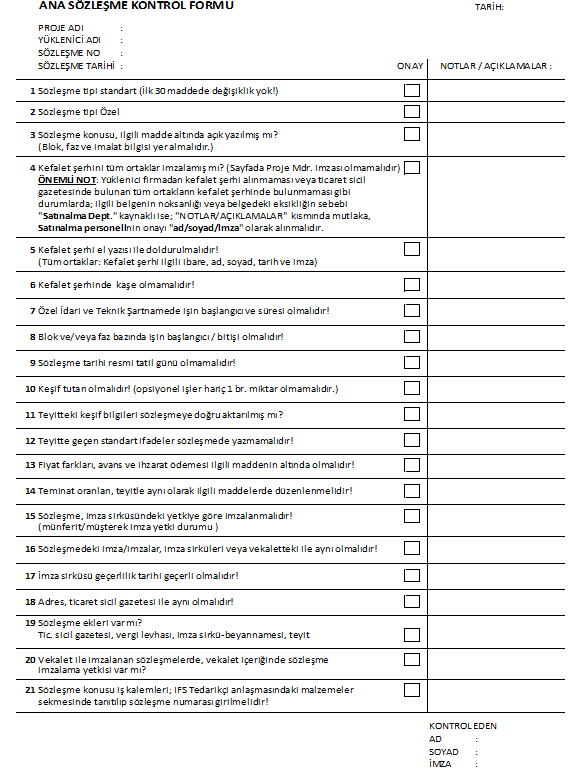 ANA SÖZLEŞME KONTROL FORMU
TARİH:
PROJE ADI :
YÜKLENİCİ ADI :
SÖZLEŞME NO :
SÖZLEŞME TARİHİ :
ONAY NOTLAR / AÇIKLAMALAR :
1 Sözleşme tipi standart (İlk 30 maddede değişiklik yok!)
2 Sözleşme tipi Özel
3 Sözleşme konusu, ilgili madde altında açık yazılmış mı?
(Blok, faz ve imalat bilgisi yer almalıdır.)
4 Kefalet şerhini tüm ortaklar imzalamış mı? (Sayfada Proje Mdr. imzası olmamalıdır)
ÖNEMLİ NOT: Yüklenici firmadan kefalet şerhi alınmaması veya ticaret sicil
gazetesinde bulunan tüm ortakların kefalet şerhinde bulunmaması gibi
durumlarda; ilgili belgenin noksanlığı veya belgedeki eksikliğin sebebi
"Satınalma Dept." kaynaklı ise; "NOTLAR/AÇIKLAMALAR" kısmında mutlaka,
Satınalma personelinin onayı "ad/soyad/imza" olarak alınmalıdır.
5 Kefalet şerhi el yazısı ile doldurulmalıdır!
(Tüm ortaklar: Kefalet şerhi ilgili ibare, ad, soyad, tarih ve imza)
6 Kefalet şerhinde kaşe olmamalıdır!
7 Özel İdari ve Teknik Şartnamede işin başlangıcı ve süresi olmalıdır!
8 Blok ve/veya faz bazında işin başlangıcı / bitişi olmalıdır!
9 Sözleşme tarihi resmi tatil günü olmamalıdır!
10 Keşif tutarı olmalıdır! (opsiyonel işler hariç 1 br. miktar olmamalıdır.)
11 Teyitteki keşif bilgileri sözleşmeye doğru aktarılmış mı?
12 Teyitte geçen standart ifadeler sözleşmede yazmamalıdır!
13 Fiyat farkları, avans ve ihzarat ödemesi ilgili maddenin altında olmalıdır!
14 Teminat oranları, teyitle aynı olarak ilgili maddelerde düzenlenmelidir!
15 Sözleşme, imza sirküsündeki yetkiye göre imzalanmalıdır!
(münferit/müşterek imza yetki durumu )
16 Sözleşmedeki imza/imzalar, imza sirküleri veya vekaletteki ile aynı olmalıdır!
17 İmza sirküsü geçerlilik tarihi geçerli olmalıdır!
18 Adres, ticaret sicil gazetesi ile aynı olmalıdır!
19 Sözleşme ekleri var mı?
Tic. sicil gazetesi, vergi levhası, imza sirkü-beyannamesi, teyit
20 Vekalet ile imzalanan sözleşmelerde, vekalet içeriğinde sözleşme
imzalama yetkisi var mı?
21 Sözleşme konusu iş kalemleri; IFS Tedarikçi anlaşmasındaki malzemeler
sekmesinde tanıtılıp sözleşme numarası girilmelidir!
KONTROL EDEN
AD :
SOYAD :
İMZA :